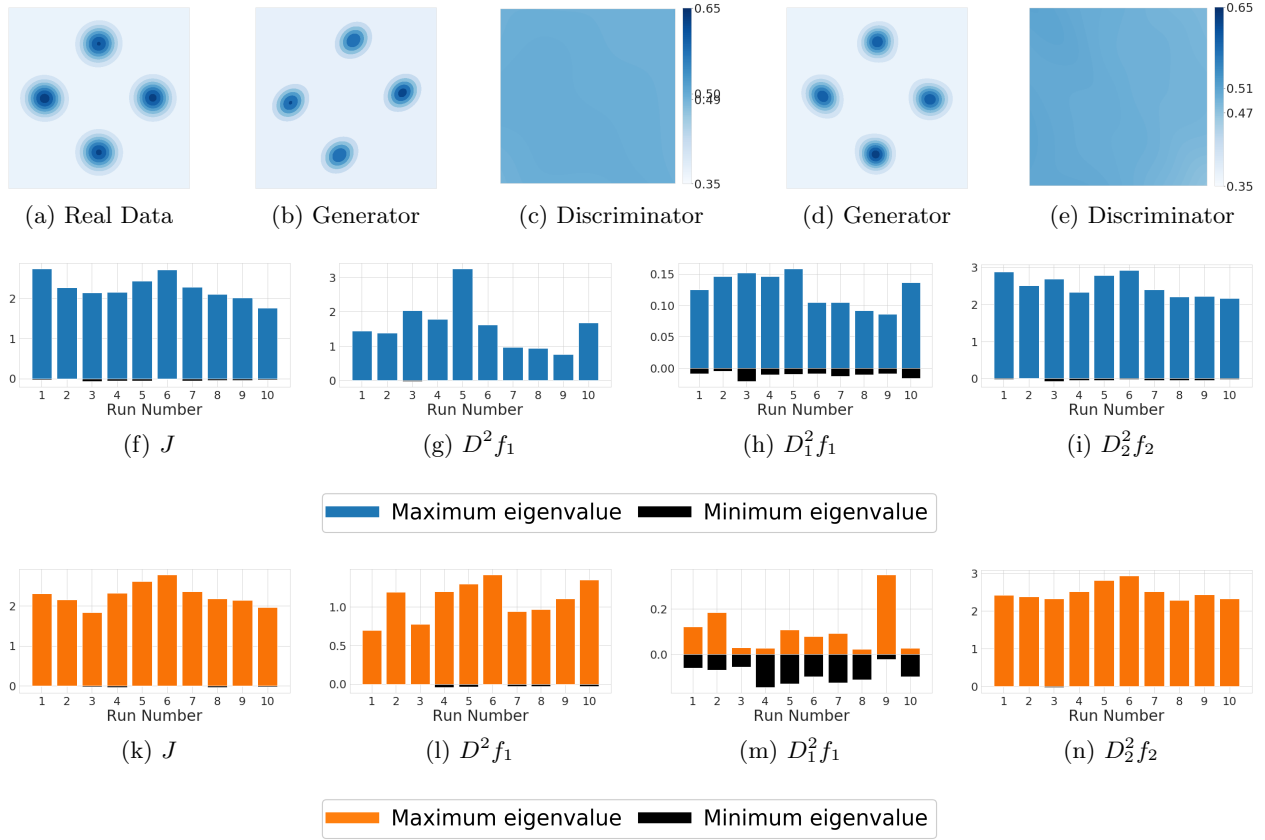 0.65
0.50
0.49
0.35
0.65
0.51
0.47
0.35
(a) Real Data
(b) Generator
(c) Discriminator
(d) Generator
(e) Discriminator
2
1
0
1 2 3 4 5 6 7 8 9 10
Run Number
(f) J
3
2
1
0
1 2 3 4 5 6 7 8 9 10
Run Number
(g) D²f₁
0.15
0.10
0.05
0.00
1 2 3 4 5 6 7 8 9 10
Run Number
(h) D₁²f₁
3
2
1
0
1 2 3 4 5 6 7 8 9 10
Run Number
(i) D₂²f₂
Maximum eigenvalue Minimum eigenvalue
2
1
0
1 2 3 4 5 6 7 8 9 10
Run Number
(k) J
1.0
0.5
0.0
1 2 3 4 5 6 7 8 9 10
Run Number
(l) D²f₁
0.2
0.0
1 2 3 4 5 6 7 8 9 10
Run Number
(m) D₁²f₁
3
2
1
0
1 2 3 4 5 6 7 8 9 10
Run Number
(n) D₂²f₂
Maximum eigenvalue Minimum eigenvalue